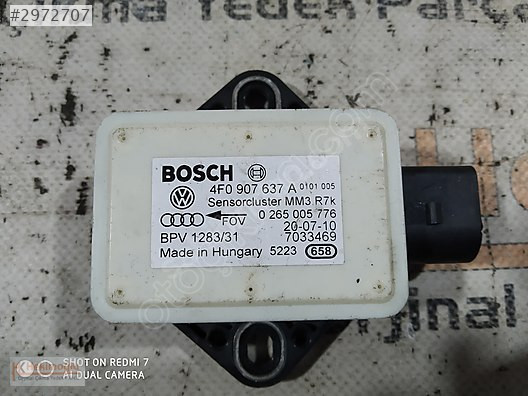 #2972707
BOSCH
4F0 907 637 A 0101 005
Sensorcluster MM3 R7k
FOV 0 265 005 776
20-07-10
BPV 1283/31 7033469
Made in Hungary 5223 658
jinal
SHOT ON REDMI 7
AI DUAL CAMERA